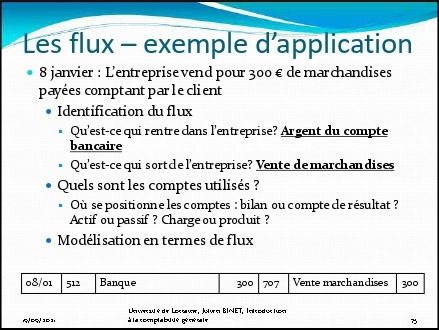 Les flux – exemple d'application
8 janvier : L'entreprise vend pour 300 € de marchandises
payées comptant par le client
Identification du flux
Qu'est-ce qui rentre dans l'entreprise? Argent du compte
bancaire
Qu'est-ce qui sort de l'entreprise? Vente de marchandises
Quels sont les comptes utilisés ?
Où se positionne les comptes : bilan ou compte de résultat ?
Actif ou passif ? Charge ou produit ?
Modélisation en termes de flux
08/01 512 Banque 300 707 Vente marchandises 300
Université de Lorraine, Julien BINET, Introduction
à la comptabilité générale
75